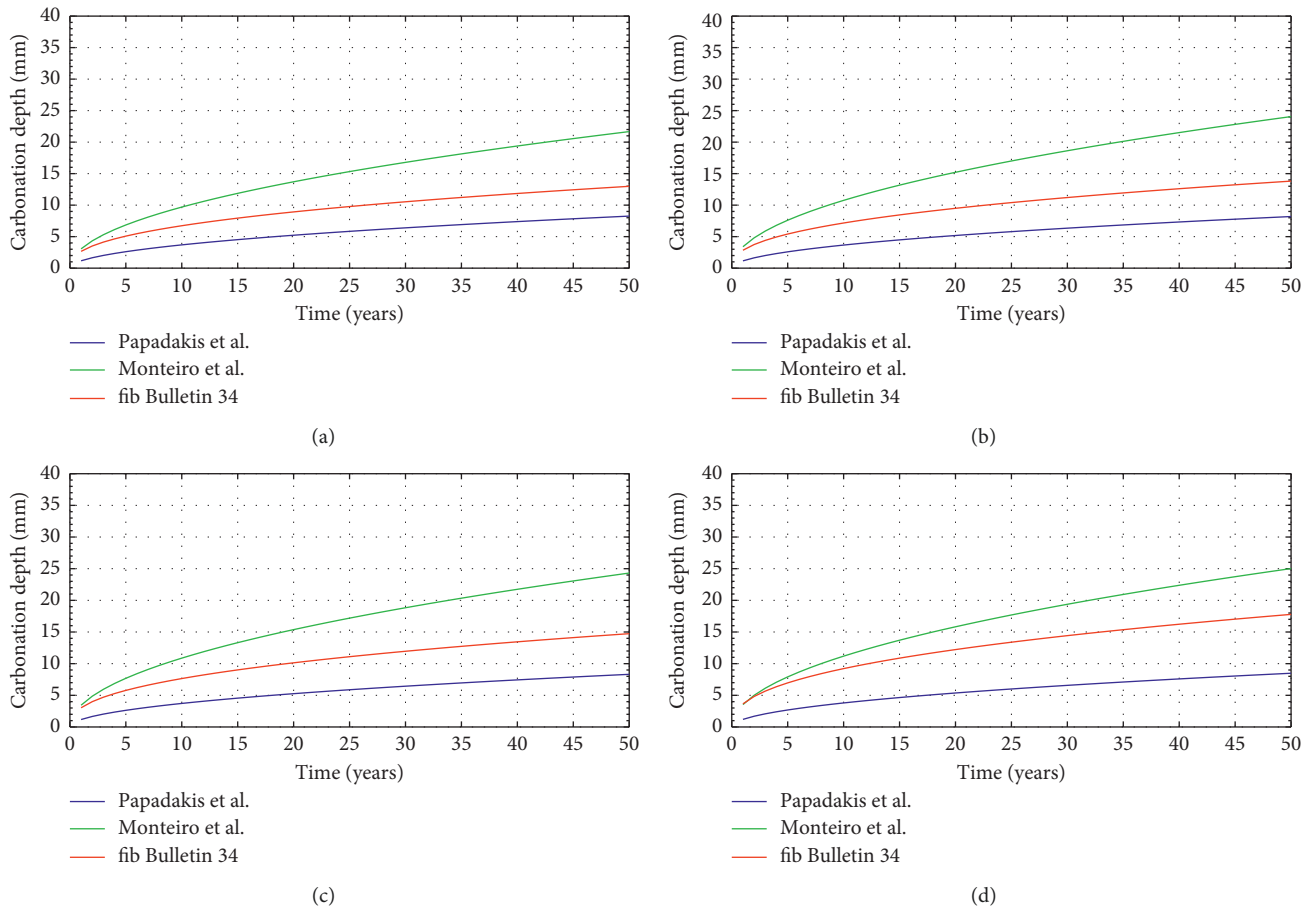 40
35
30
25
20
15
10
5
0
Carbonation depth (mm)
0 5 10 15 20 25 30 35 40 45 50
Time (years)
Papadakis et al.
Monteiro et al.
fib Bulletin 34
(a)
40
35
30
25
20
15
10
5
0
Carbonation depth (mm)
0 5 10 15 20 25 30 35 40 45 50
Time (years)
Papadakis et al.
Monteiro et al.
fib Bulletin 34
(b)
40
35
30
25
20
15
10
5
0
Carbonation depth (mm)
0 5 10 15 20 25 30 35 40 45 50
Time (years)
Papadakis et al.
Monteiro et al.
fib Bulletin 34
(c)
40
35
30
25
20
15
10
5
0
Carbonation depth (mm)
0 5 10 15 20 25 30 35 40 45 50
Time (years)
Papadakis et al.
Monteiro et al.
fib Bulletin 34
(d)